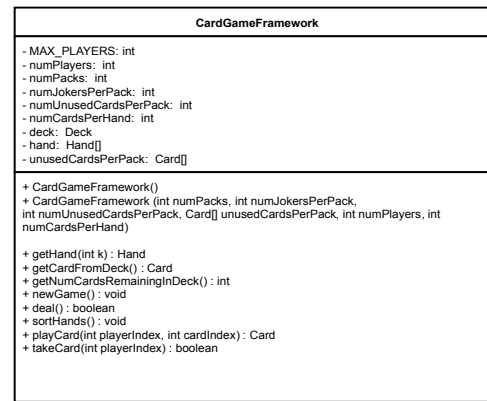 CardGameFramework
- MAX_PLAYERS: int
- numPlayers: int
- numPacks: int
- numJokersPerPack: int
- numUnusedCardsPerPack: int
- numCardsPerHand: int
- deck: Deck
- hand: Hand[]
- unusedCardsPerPack: Card[]
+ CardGameFramework()
+ CardGameFramework (int numPacks, int numJokersPerPack,
int numUnusedCardsPerPack, Card[] unusedCardsPerPack, int numPlayers, int
numCardsPerHand)
+ getHand(int k) : Hand
+ getCardFromDeck() : Card
+ getNumCardsRemainingInDeck() : int
+ newGame() : void
+ deal() : boolean
+ sortHands() : void
+ playCard(int playerIndex, int cardIndex) : Card
+ takeCard(int playerIndex) : boolean